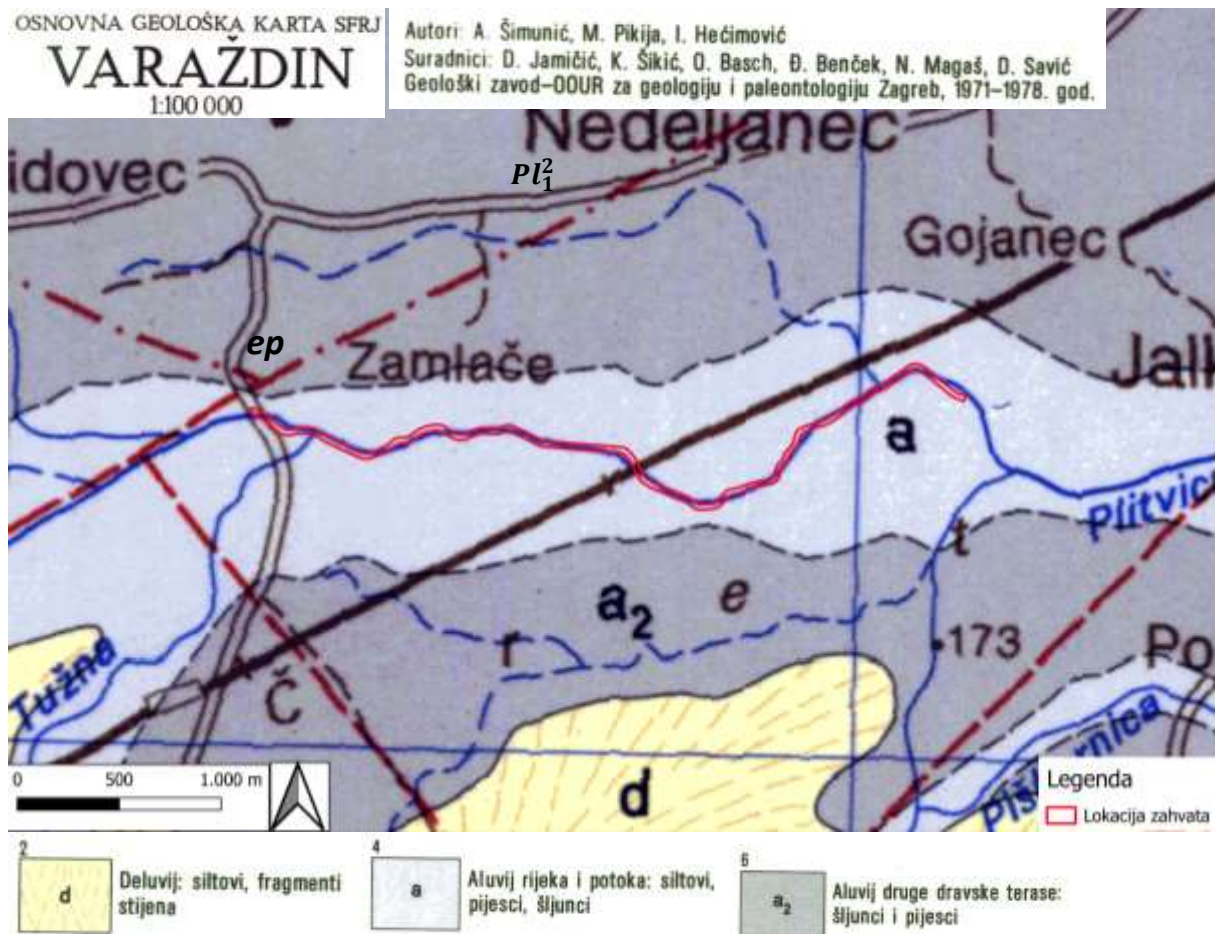 OSNOVNA GEOLOŠKA KARTA SFRJ
VARAŽDIN
1:100 000
Autori: A. Šimunić, M. Pikija, I. Hećimović
Suradnici: D. Jamičić, K. Šikić, O. Basch, Đ. Benček, N. Magaš, D. Savić
Geološki zavod-OOUR za geologiju i paleontologiju Zagreb, 1971-1978. god.
Nedeljanec
idovec
Pl₁²
Gojanec
ep
Zamlače
Jalk
a
Plitvic
t
a₂ e
r
173
Po
Tužna
Č
rnica
d
0 500 1.000 m
Legenda
Lokacija zahvata
2
d
Deluvij: siltovi, fragmenti
stijena
4
a
Aluvij rijeka i potoka: siltovi,
pijesci, šljunci
6
a₂
Aluvij druge dravske terase:
šljunci i pijesci